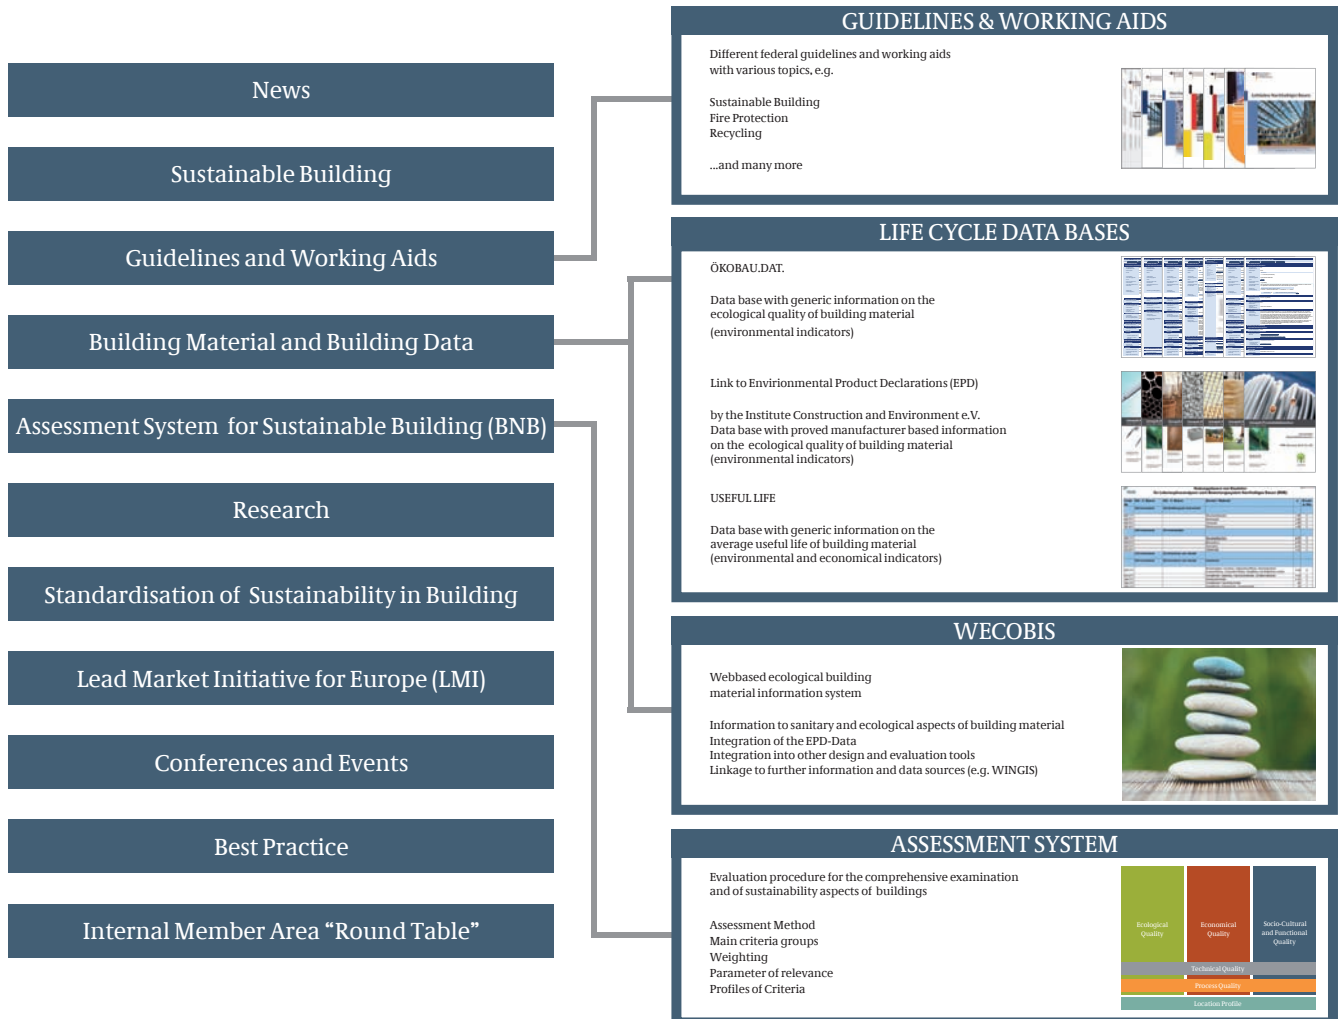 News
Sustainable Building
Guidelines and Working Aids
Building Material and Building Data
Assessment System for Sustainable Building (BNB)
Research
Standardisation of Sustainability in Building
Lead Market Initiative for Europe (LMI)
Conferences and Events
Best Practice
Internal Member Area “Round Table”
GUIDELINES & WORKING AIDS
Different federal guidelines and working aids
with various topics, e.g.
Sustainable Building
Fire Protection
Recycling
...and many more
LIFE CYCLE DATA BASES
ÖKOBAU.DAT.
Data base with generic information on the
ecological quality of building material
(environmental indicators)
Link to Envirionmental Product Declarations (EPD)
by the Institute Construction and Environment e.V.
Data base with proved manufacturer based information
on the ecological quality of building material
(environmental indicators)
USEFUL LIFE
Data base with generic information on the
average useful life of building material
(environmental and economical indicators)
WECOBIS
Webbased ecological building
material information system
Information to sanitary and ecological aspects of building material
Integration of the EPD-Data
Integration into other design and evaluation tools
Linkage to further information and data sources (e.g. WINGIS)
ASSESSMENT SYSTEM
Evaluation procedure for the comprehensive examination
and of sustainability aspects of buildings
Assessment Method
Main criteria groups
Weighting
Parameter of relevance
Profiles of Criteria
Ecological
Quality
Economical
Quality
Socio-Cultural
and Functional
Quality
Technical Quality
Process Quality
Location Profile